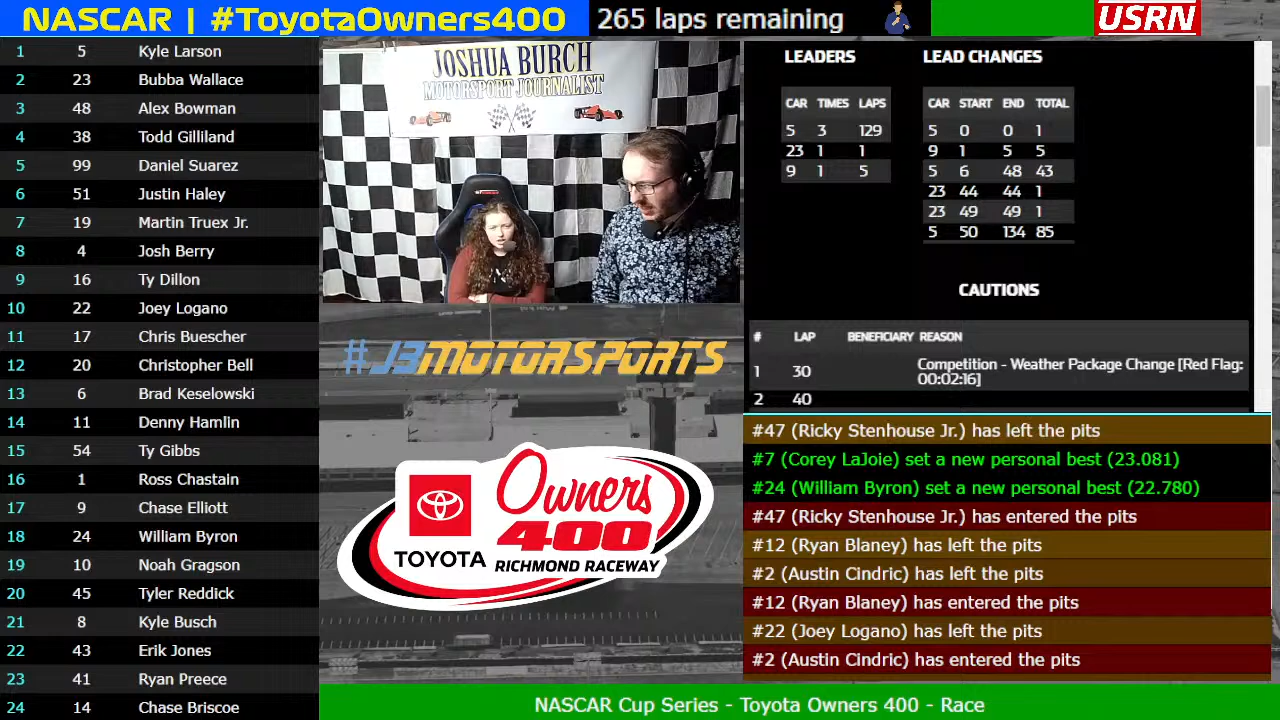 NASCAR | #ToyotaOwners400
265 laps remaining
USRN
1 5 Kyle Larson
2 23 Bubba Wallace
3 48 Alex Bowman
4 38 Todd Gilliland
5 99 Daniel Suarez
6 51 Justin Haley
7 19 Martin Truex Jr.
8 4 Josh Berry
9 16 Ty Dillon
10 22 Joey Logano
11 17 Chris Buescher
12 20 Christopher Bell
13 6 Brad Keselowski
14 11 Denny Hamlin
15 54 Ty Gibbs
16 1 Ross Chastain
17 9 Chase Elliott
18 24 William Byron
19 10 Noah Gragson
20 45 Tyler Reddick
21 8 Kyle Busch
22 43 Erik Jones
23 41 Ryan Preece
24 14 Chase Briscoe
JOSHUA BURCH
MOTORSPORT JOURNALIST
#JBMOTORSPORTS
Owners
400
TOYOTA
RICHMOND RACEWAY
LEADERS
CAR TIMES LAPS
5 3 129
23 1 1
9 1 5
LEAD CHANGES
CAR START END TOTAL
5 0 0 1
9 1 5 5
5 6 48 43
23 44 44 1
23 49 49 1
5 50 134 85
CAUTIONS
# LAP BENEFICIARY REASON
1 30 Competition - Weather Package Change [Red Flag:
00:02:16]
2 40
#47 (Ricky Stenhouse Jr.) has left the pits
#7 (Corey LaJoie) set a new personal best (23.081)
#24 (William Byron) set a new personal best (22.780)
#47 (Ricky Stenhouse Jr.) has entered the pits
#12 (Ryan Blaney) has left the pits
#2 (Austin Cindric) has left the pits
#12 (Ryan Blaney) has entered the pits
#22 (Joey Logano) has left the pits
#2 (Austin Cindric) has entered the pits
NASCAR Cup Series - Toyota Owners 400 - Race